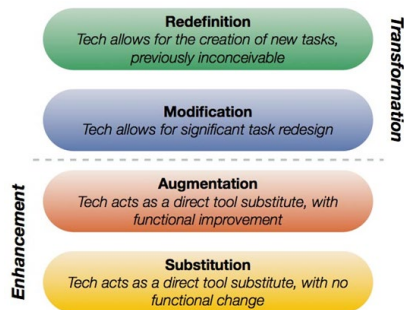 Redefinition
Tech allows for the creation of new tasks,
previously inconceivable
Modification
Tech allows for significant task redesign
Transformation
Augmentation
Tech acts as a direct tool substitute, with
functional improvement
Substitution
Tech acts as a direct tool substitute, with no
functional change
Enhancement